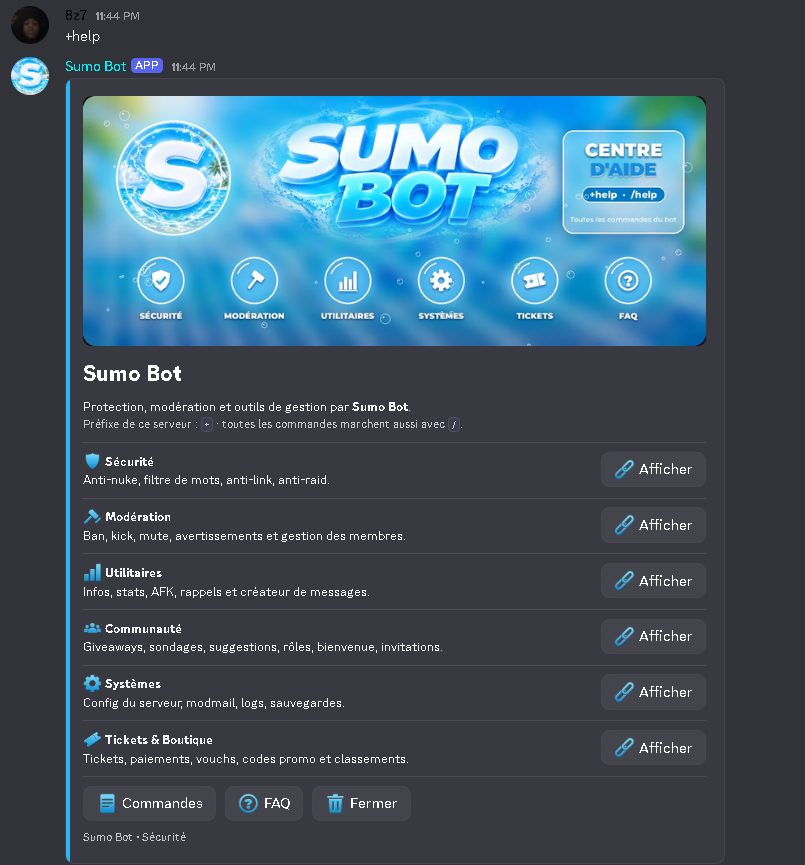 8z7 11:44 PM
+help
Sumo Bot APP 11:44 PM
S
SUMO
BOT
CENTRE
D'AIDE
+help · /help
Toutes les commandes du bot
SÉCURITÉ MODÉRATION UTILITAIRES SYSTÈMES TICKETS FAQ
Sumo Bot
Protection, modération et outils de gestion par Sumo Bot.
Préfixe de ce serveur : + · toutes les commandes marchent aussi avec /.
Sécurité
Anti-nuke, filtre de mots, anti-link, anti-raid.
Afficher
Modération
Ban, kick, mute, avertissements et gestion des membres.
Afficher
Utilitaires
Infos, stats, AFK, rappels et créateur de messages.
Afficher
Communauté
Giveaways, sondages, suggestions, rôles, bienvenue, invitations.
Afficher
Systèmes
Config du serveur, modmail, logs, sauvegardes.
Afficher
Tickets & Boutique
Tickets, paiements, vouchs, codes promo et classements.
Afficher
Commandes FAQ Fermer
Sumo Bot • Sécurité